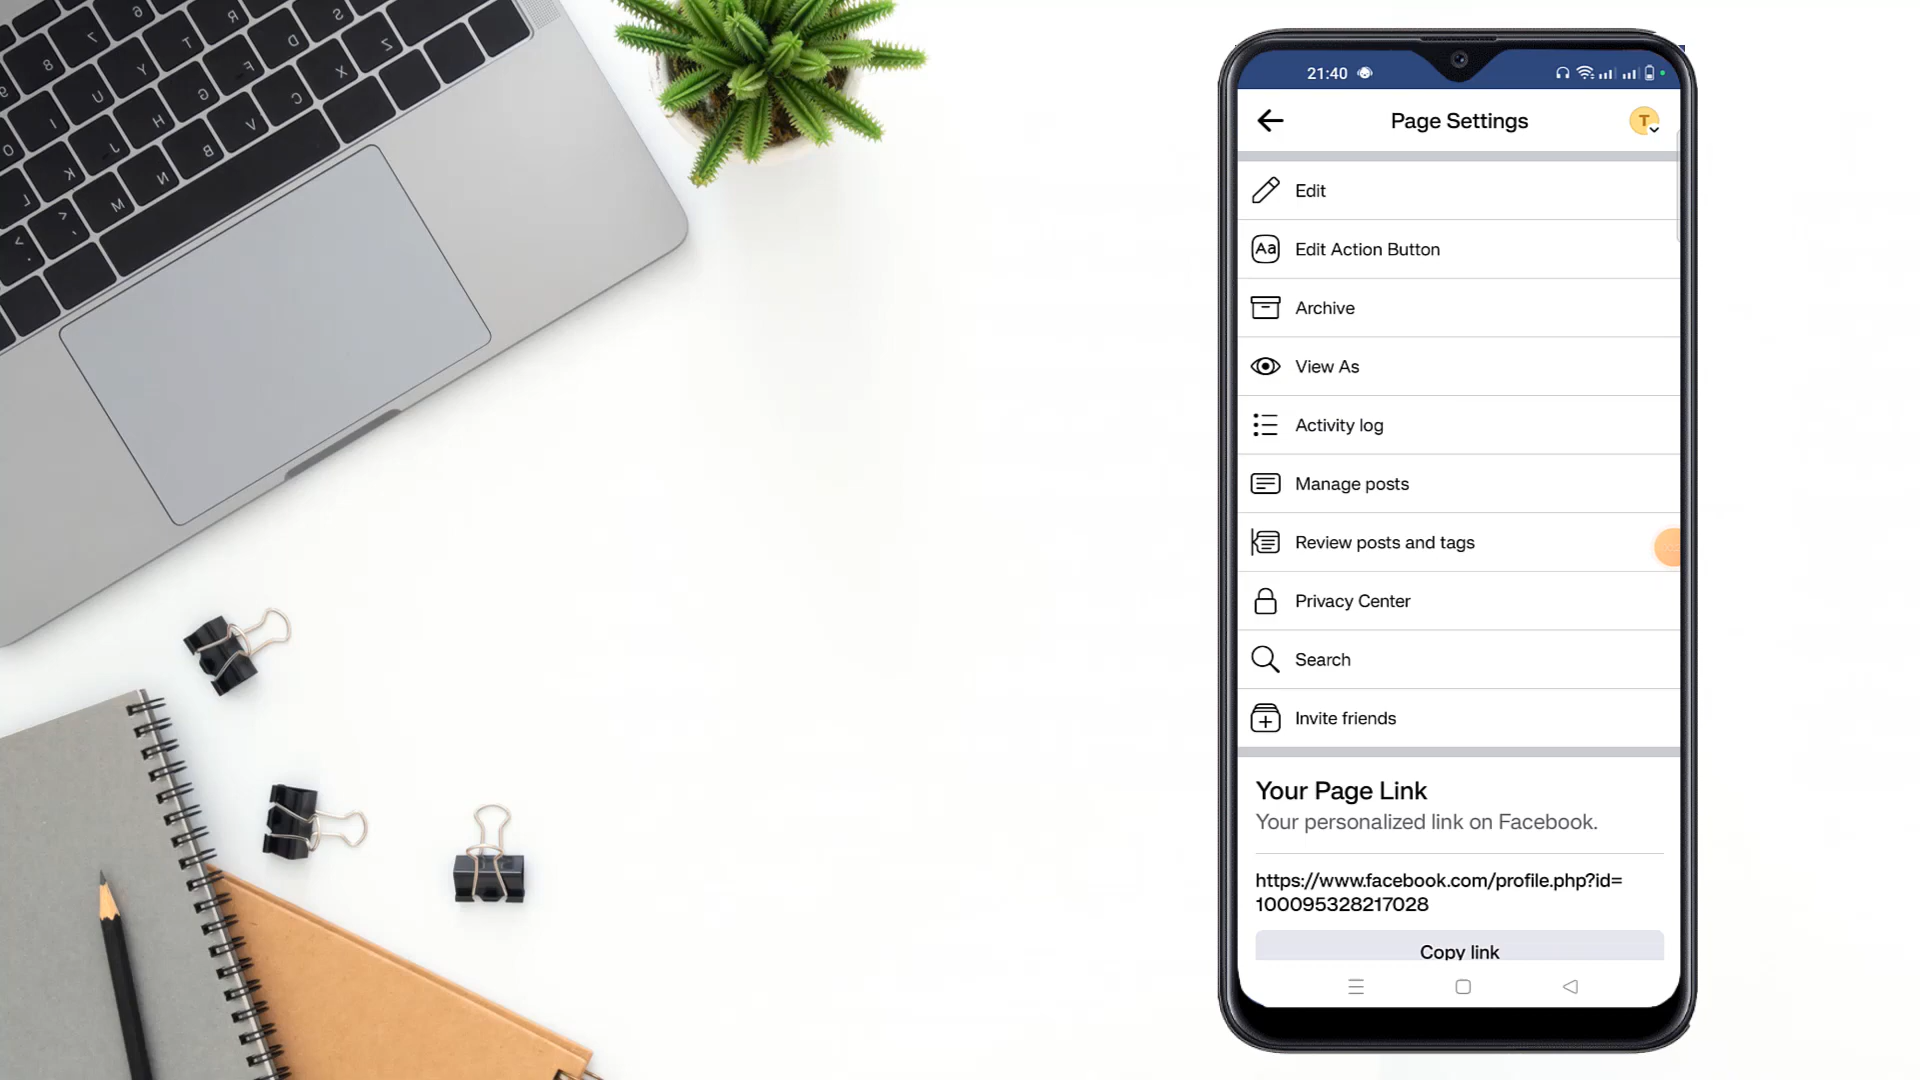 21:40
Page Settings
T
Edit
Aa
Edit Action Button
Archive
View As
Activity log
Manage posts
Review posts and tags
Privacy Center
Search
Invite friends
Your Page Link
Your personalized link on Facebook.
https://www.facebook.com/profile.php?id=
100095328217028
Copy link